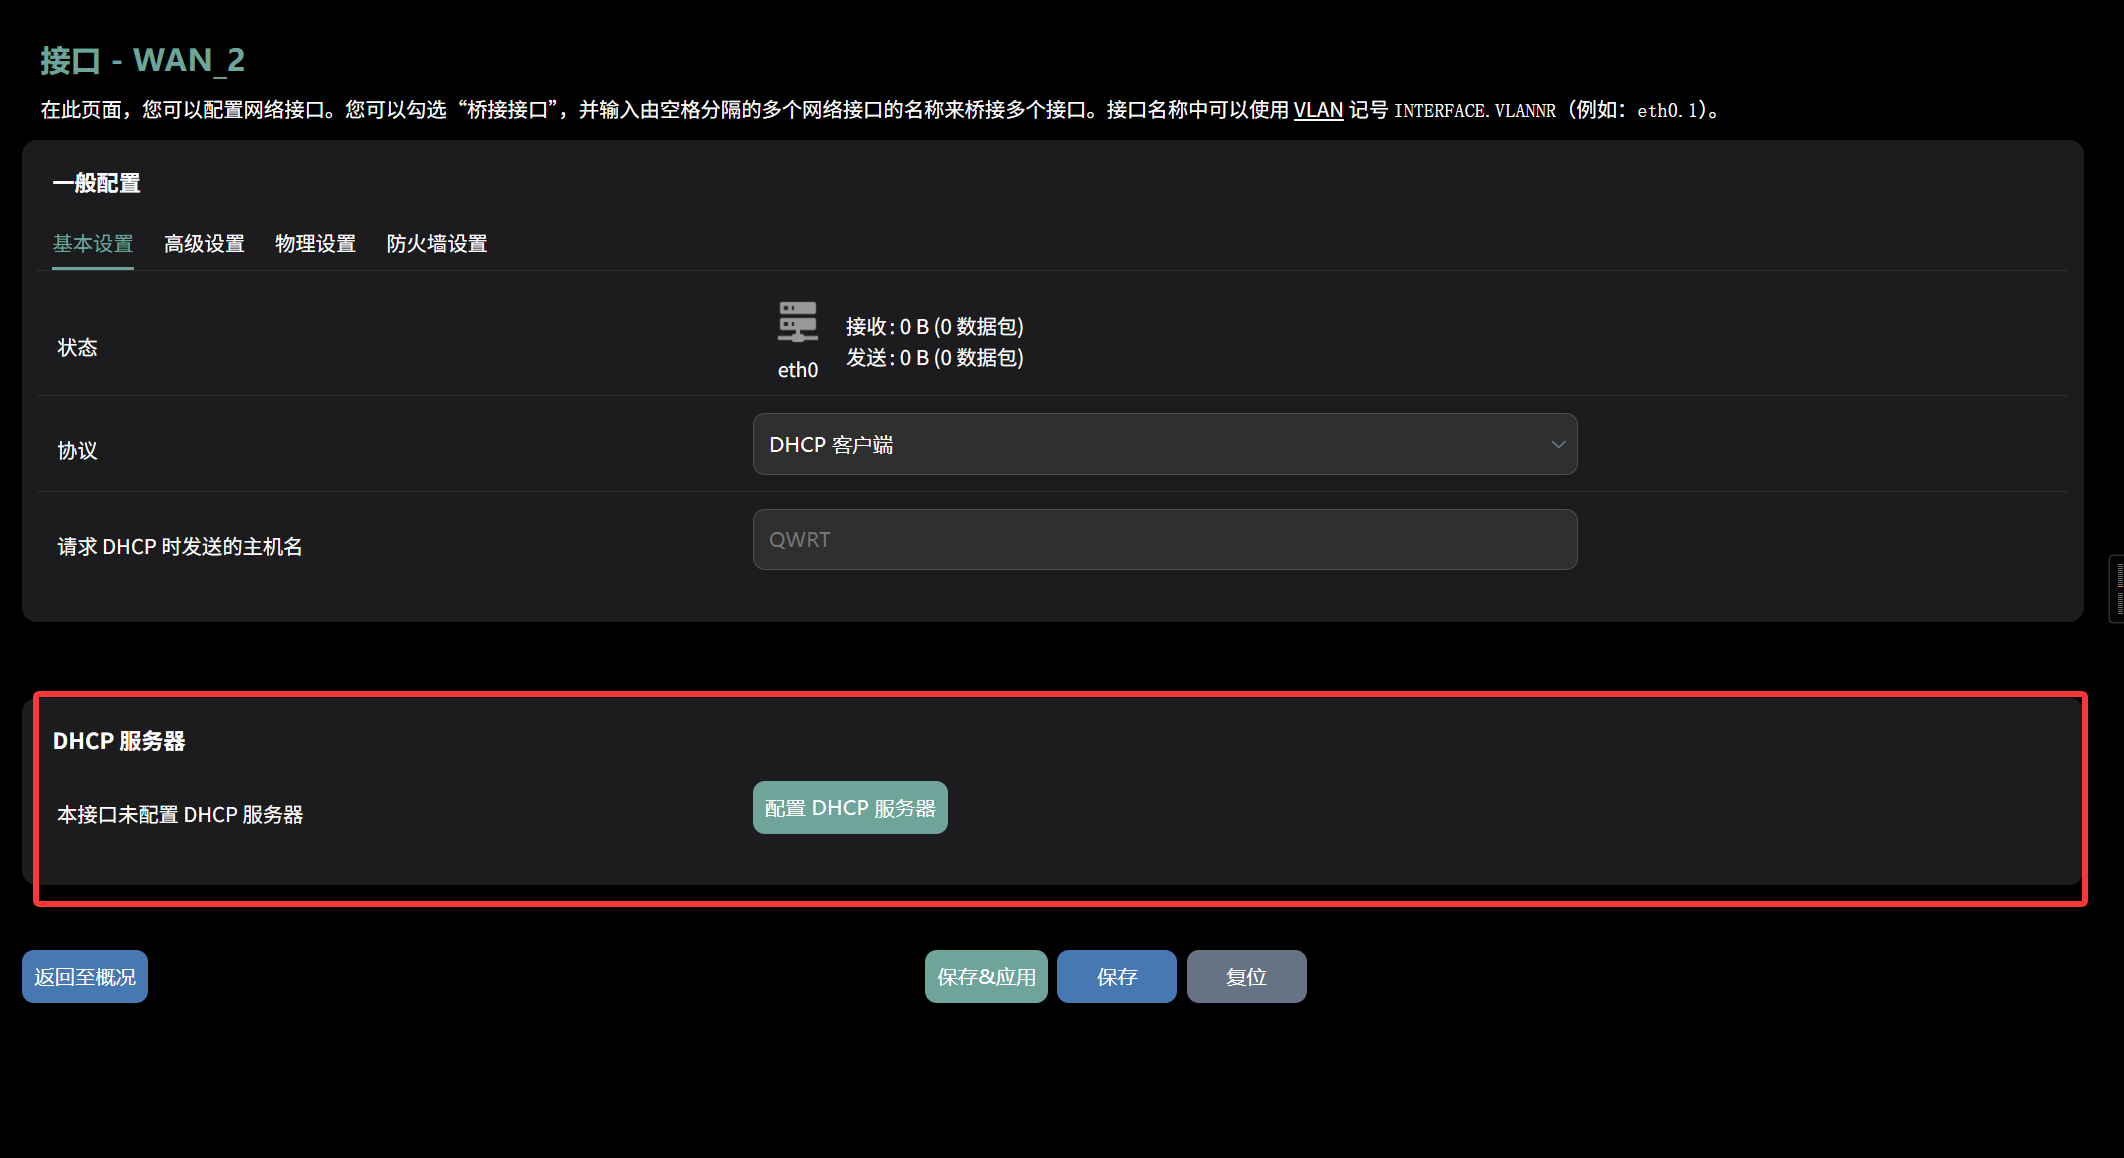 接口 - WAN_2
在此页面，您可以配置网络接口。您可以勾选“桥接接口”，并输入由空格分隔的多个网络接口的名称来桥接多个接口。接口名称中可以使用 VLAN 记号 INTERFACE.VLANNR（例如：eth0.1）。
一般配置
基本设置 高级设置 物理设置 防火墙设置
状态
eth0
接收 : 0 B (0 数据包)
发送 : 0 B (0 数据包)
协议
DHCP 客户端
请求 DHCP 时发送的主机名
QWRT
DHCP 服务器
本接口未配置 DHCP 服务器
配置 DHCP 服务器
返回至概况
保存&应用
保存
复位